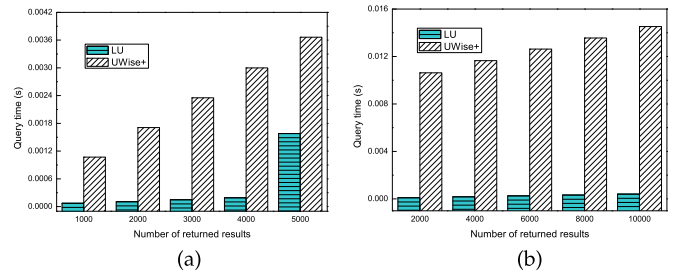 0.0042
0.0036
0.0030
0.0024
0.0018
0.0012
0.0006
0.0000
Query time (s)
LU
UWise+
1000 2000 3000 4000 5000
Number of returned results
(a)
0.016
0.012
0.008
0.004
0.000
Query time (s)
LU
UWise+
2000 4000 6000 8000 10000
Number of returned results
(b)